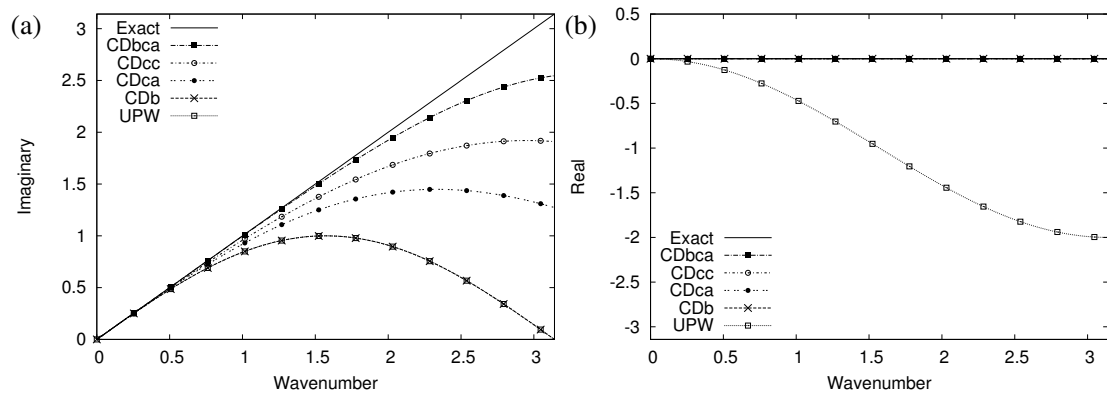 (a)
Imaginary
3
2.5
2
1.5
1
0.5
0
Exact
CDbca
CDcc
CDca
CDb
UPW
0 0.5 1 1.5 2 2.5 3
Wavenumber
(b)
Real
0.5
0
-0.5
-1
-1.5
-2
-2.5
-3
Exact
CDbca
CDcc
CDca
CDb
UPW
0 0.5 1 1.5 2 2.5 3
Wavenumber